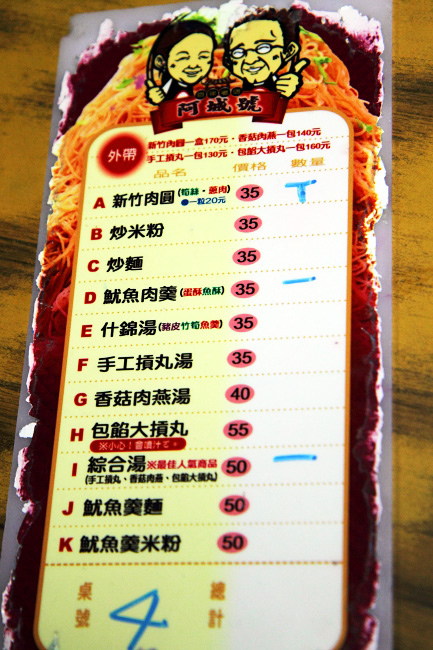 阿城號
外帶
新竹肉圓一盒170元・香菇肉燕一包140元
手工摃丸一包130元・包餡大摃丸一包160元
品名 價格 數量
A 新竹肉圓(筍絲・蔥肉) 35 T
●一粒20元
B 炒米粉 35
C 炒麵 35
D 魷魚肉羹(蛋酥魚酥) 35 一
E 什錦湯(豬皮竹筍魚羹) 35
F 手工摃丸湯 35
G 香菇肉燕湯 40
H 包餡大摃丸 55
※小心!會噴汁ㄛ。
I 綜合湯※最佳人氣商品 50 一
(手工摃丸、香菇肉燕、包餡大摃丸)
J 魷魚羹麵 50
K 魷魚羹米粉 50
桌號 4 總計